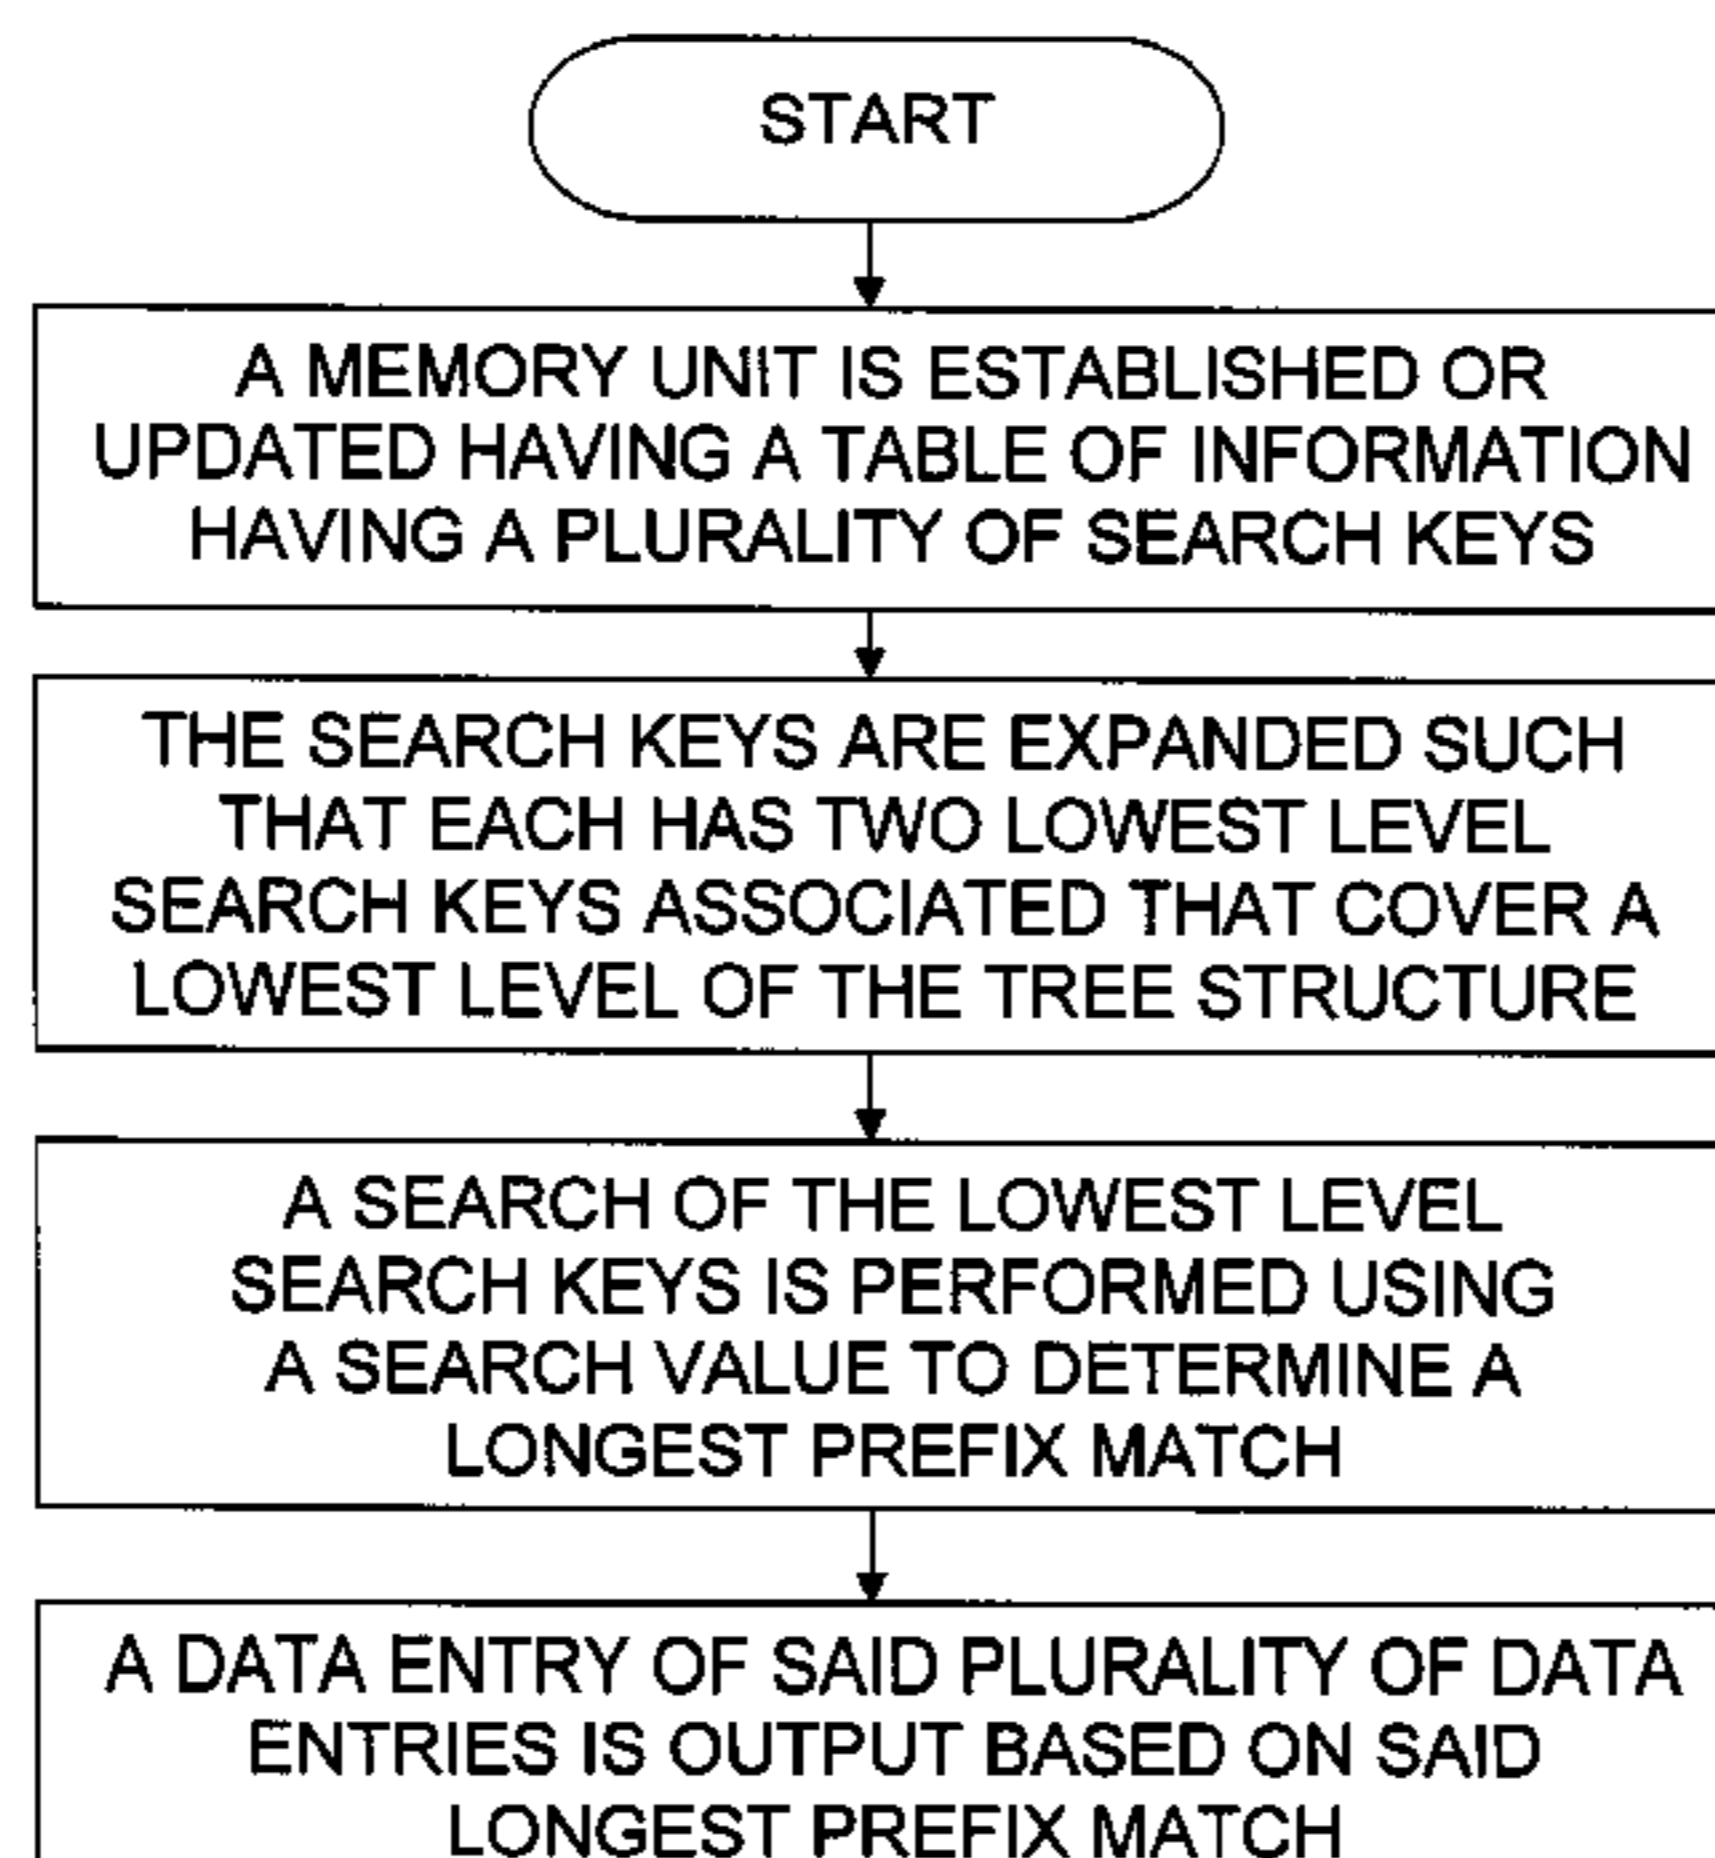 START
A MEMORY UNIT IS ESTABLISHED OR
UPDATED HAVING A TABLE OF INFORMATION
HAVING A PLURALITY OF SEARCH KEYS
THE SEARCH KEYS ARE EXPANDED SUCH
THAT EACH HAS TWO LOWEST LEVEL
SEARCH KEYS ASSOCIATED THAT COVER A
LOWEST LEVEL OF THE TREE STRUCTURE
A SEARCH OF THE LOWEST LEVEL
SEARCH KEYS IS PERFORMED USING
A SEARCH VALUE TO DETERMINE A
LONGEST PREFIX MATCH
A DATA ENTRY OF SAID PLURALITY OF DATA
ENTRIES IS OUTPUT BASED ON SAID
LONGEST PREFIX MATCH